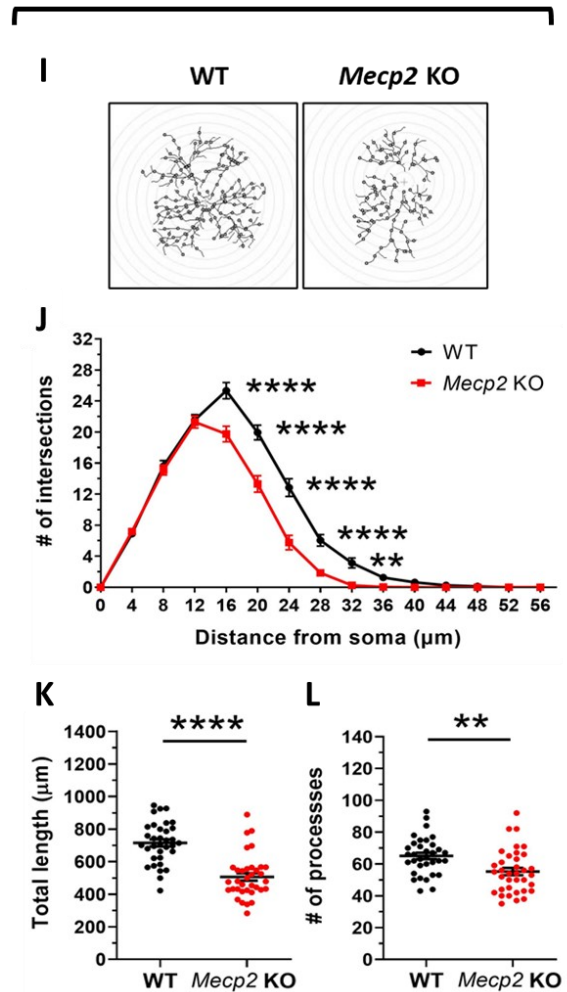 I
WT Mecp2 KO
J
32
28
24
20
16
12
8
4
0
# of intersections
WT
Mecp2 KO
****
****
****
****
**
0 4 8 12 16 20 24 28 32 36 40 44 48 52 56
Distance from soma (µm)
K
****
1400
1200
1000
800
600
400
200
0
Total length (µm)
WT Mecp2 KO
L
**
140
120
100
80
60
40
20
0
# of processses
WT Mecp2 KO